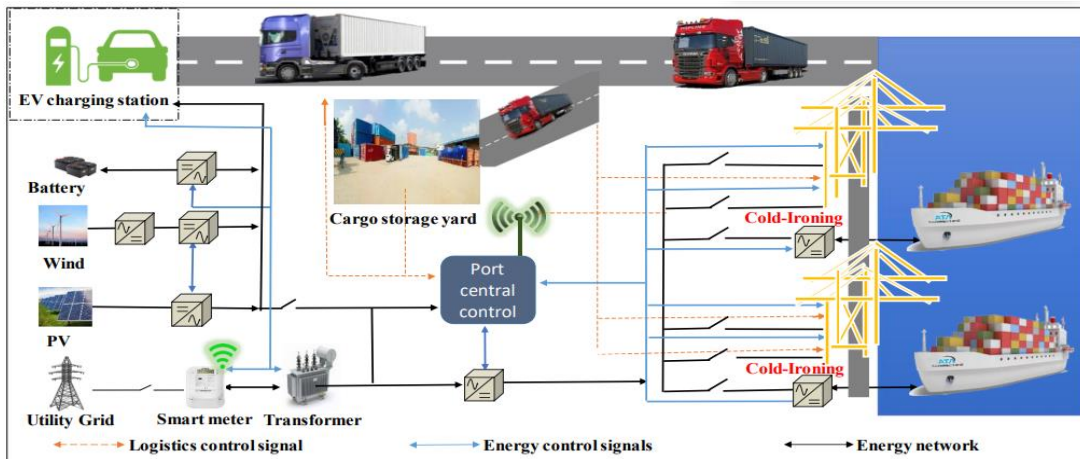 EV charging station
Battery
Cargo storage yard
Cold-Ironing
Wind
Port
central
control
PV
Cold-Ironing
Utility Grid
Smart meter
Transformer
Logistics control signal
Energy control signals
Energy network